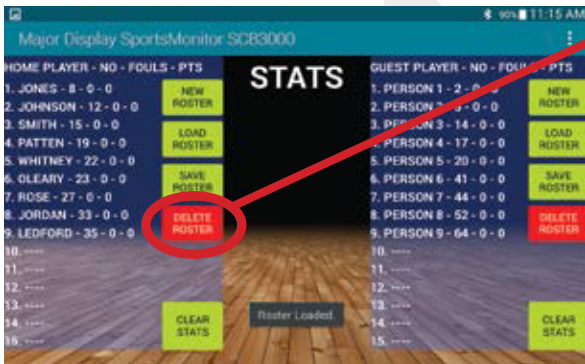 90% 11:15 AM
Major Display SportsMonitor SCB3000
HOME PLAYER - NO - FOULS - PTS
1. JONES - 8 - 0 - 0
2. JOHNSON - 12 - 0 - 0
3. SMITH - 15 - 0 - 0
4. PATTEN - 19 - 0 - 0
5. WHITNEY - 22 - 0 - 0
6. OLEARY - 23 - 0 - 0
7. ROSE - 27 - 0 - 0
8. JORDAN - 33 - 0 - 0
9. LEDFORD - 35 - 0 - 0
10. ----
11. ----
12. ----
13. ----
14. ----
15. ----
NEW
ROSTER
LOAD
ROSTER
SAVE
ROSTER
DELETE
ROSTER
CLEAR
STATS
STATS
Roster Loaded.
GUEST PLAYER - NO - FOULS - PTS
1. PERSON 1 - 2 - 0 - 0
2. PERSON 2 - 0 - 0
3. PERSON 3 - 14 - 0 - 0
4. PERSON 4 - 17 - 0 - 0
5. PERSON 5 - 20 - 0 - 0
6. PERSON 6 - 41 - 0 - 0
7. PERSON 7 - 44 - 0 - 0
8. PERSON 8 - 52 - 0 - 0
9. PERSON 9 - 64 - 0 - 0
10. ----
11. ----
12. ----
13. ----
14. ----
15. ----
NEW
ROSTER
LOAD
ROSTER
SAVE
ROSTER
DELETE
ROSTER
CLEAR
STATS